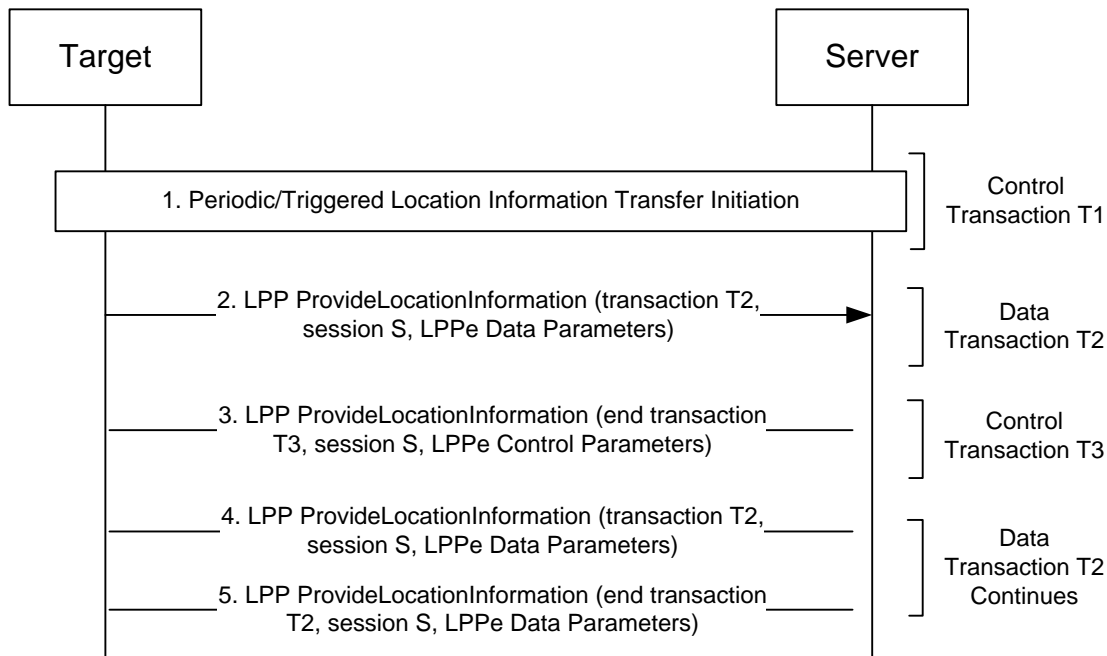 Target
Server
1. Periodic/Triggered Location Information Transfer Initiation
Control
Transaction T1
2. LPP ProvideLocationInformation (transaction T2,
session S, LPPe Data Parameters)
Data
Transaction T2
3. LPP ProvideLocationInformation (end transaction
T3, session S, LPPe Control Parameters)
Control
Transaction T3
4. LPP ProvideLocationInformation (transaction T2,
session S, LPPe Data Parameters)
5. LPP ProvideLocationInformation (end transaction
T2, session S, LPPe Data Parameters)
Data
Transaction T2
Continues